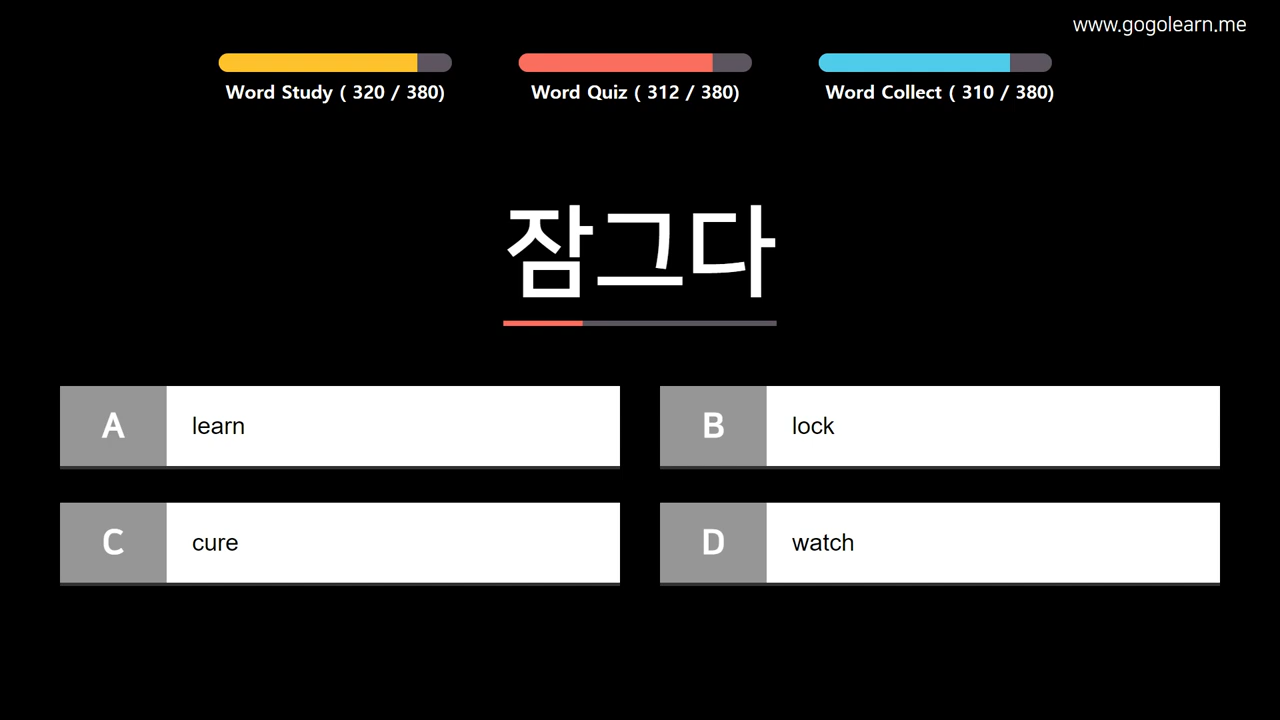 www.gogolearn.me
Word Study ( 320 / 380)
Word Quiz ( 312 / 380)
Word Collect ( 310 / 380)
잠그다
A learn
B lock
C cure
D watch